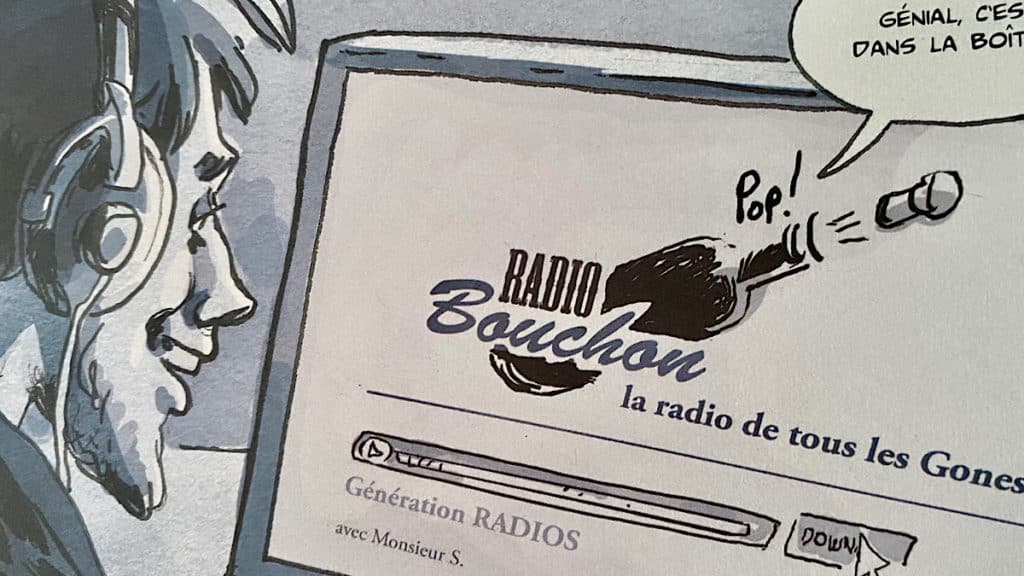 GÉNIAL, C'ES
DANS LA BOÎT
POP!
RADIO
Bouchon
la radio de tous les Gones
Génération RADIOS
avec Monsieur S.
DOWN